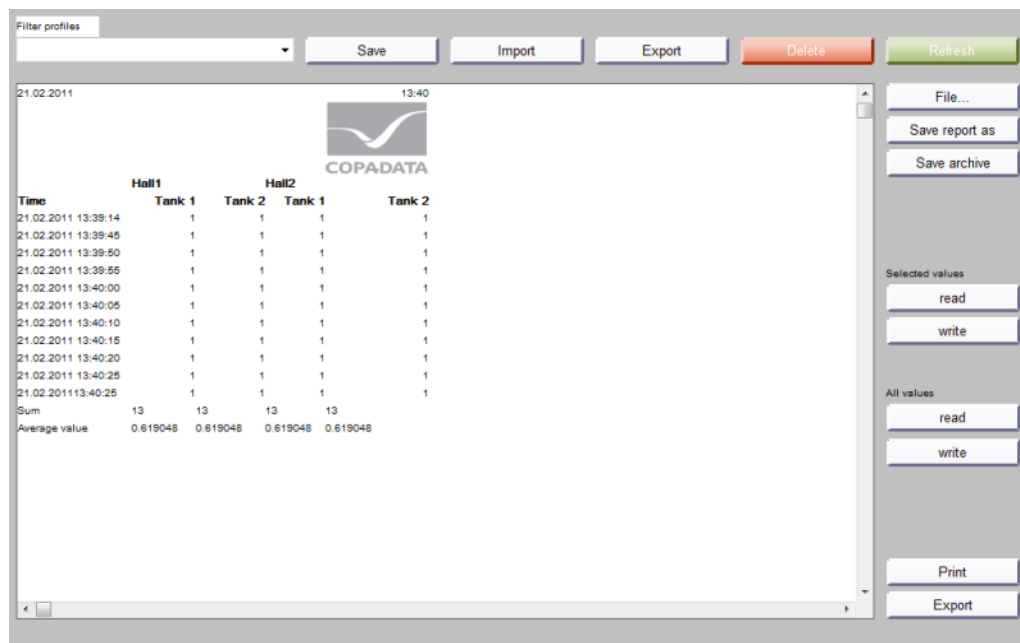 Filter profiles
Save Import Export Delete Refresh
21.02.2011 13:40
File...
Save report as
Save archive
COPADATA
Hall1 Hall2
Time Tank 1 Tank 2 Tank 1 Tank 2
21.02.2011 13:39:14 1 1 1 1
21.02.2011 13:39:45 1 1 1 1
21.02.2011 13:39:50 1 1 1 1
21.02.2011 13:39:55 1 1 1 1
21.02.2011 13:40:00 1 1 1 1
21.02.2011 13:40:05 1 1 1 1
21.02.2011 13:40:10 1 1 1 1
21.02.2011 13:40:15 1 1 1 1
21.02.2011 13:40:20 1 1 1 1
21.02.2011 13:40:25 1 1 1 1
21.02.201113:40:25 1 1 1 1
Sum 13 13 13 13
Average value 0.619048 0.619048 0.619048 0.619048
Selected values
read
write
All values
read
write
Print
Export